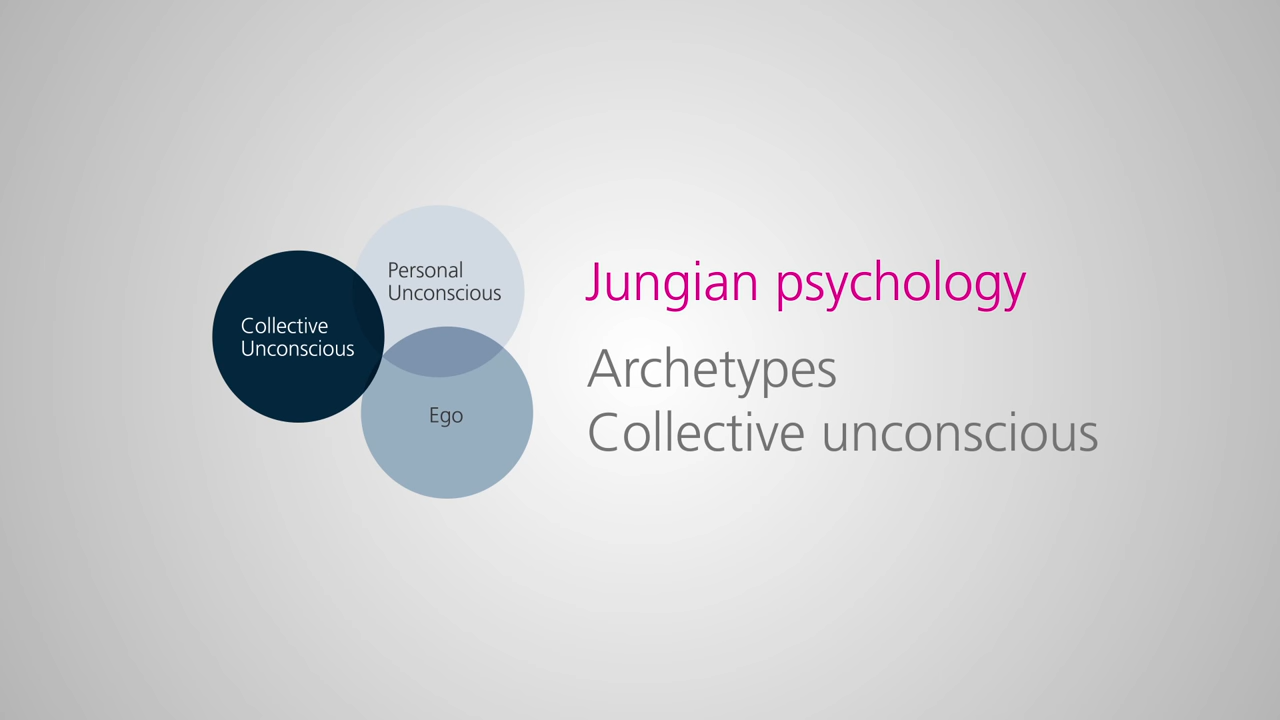 Personal
Unconscious
Collective
Unconscious
Ego
Jungian psychology
Archetypes
Collective unconscious